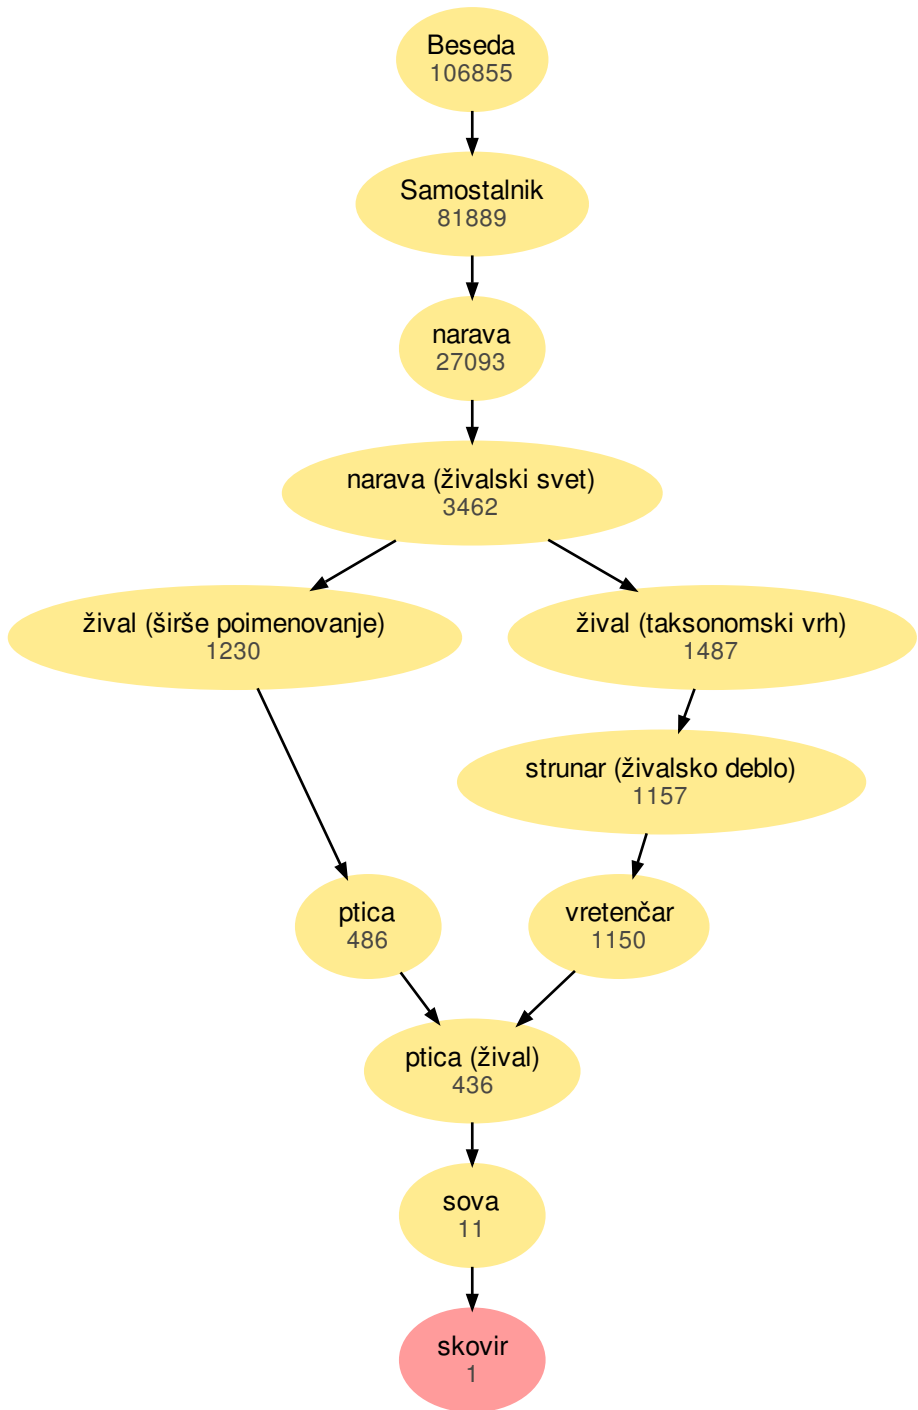 Beseda
106855
Samostalnik
81889
narava
27093
narava (živalski svet)
3462
žival (širše poimenovanje)
1230
žival (taksonomski vrh)
1487
strunar (živalsko deblo)
1157
ptica
486
vretenčar
1150
ptica (žival)
436
sova
11
skovir
1